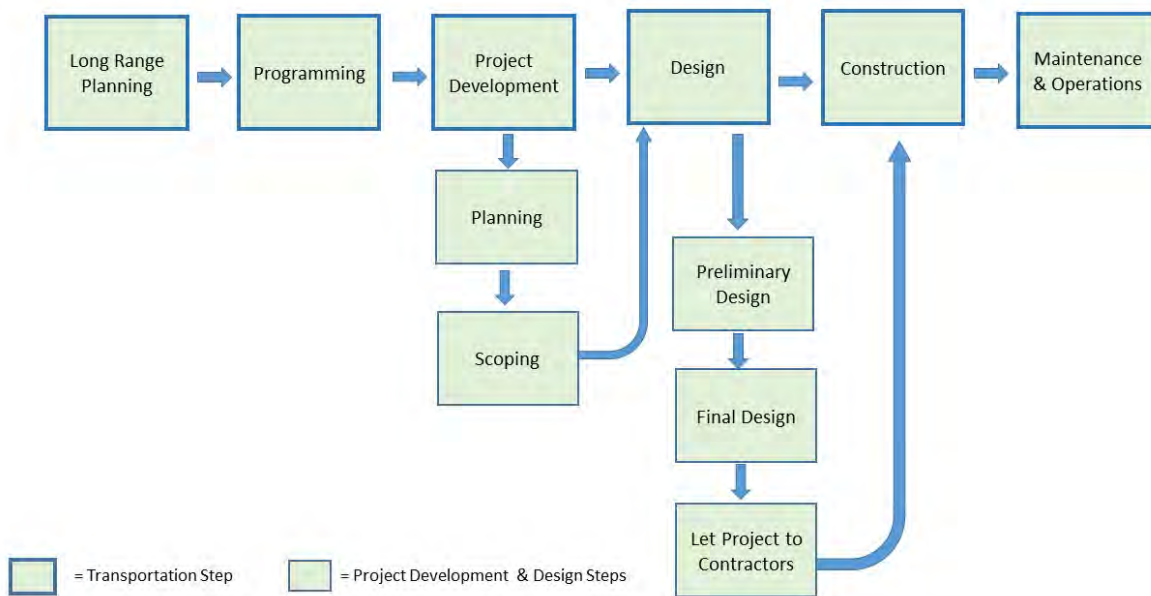 Long Range
Planning
Programming
Project
Development
Design
Construction
Maintenance
& Operations
Planning
Scoping
Preliminary
Design
Final Design
Let Project to
Contractors
= Transportation Step
= Project Development & Design Steps